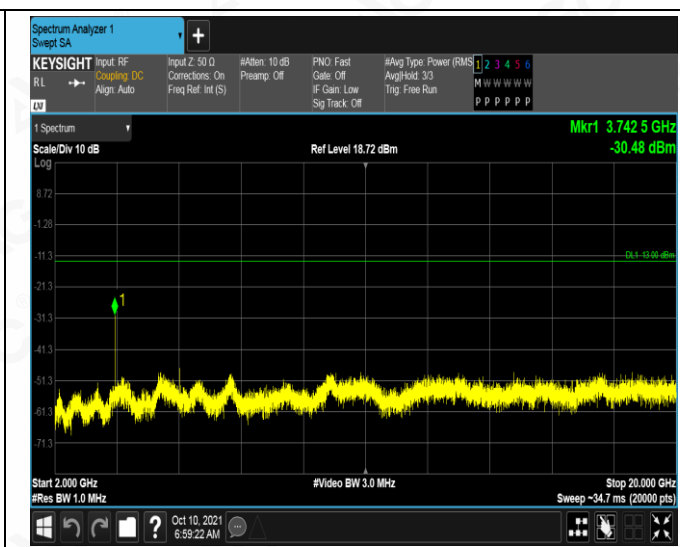 Spectrum Analyzer 1
Swept SA
+
KEYSIGHT Input: RF Input Z: 50 Ω #Atten: 10 dB PNO: Fast #Avg Type: Power (RMS 1 2 3 4 5 6
RL Coupling: DC Corrections: On Preamp: Off Gate: Off Avg|Hold: 3/3 M W W W W W
Align: Auto Freq Ref: Int (S) IF Gain: Low Trig: Free Run
LXI Sig Track: Off P P P P P P
1 Spectrum Mkr1 3.742 5 GHz
Scale/Div 10 dB Ref Level 18.72 dBm -30.48 dBm
Log
8.72
-1.28
-11.3 DL1 -13.00 dBm
-21.3
1
-31.3
-41.3
-51.3
-61.3
-71.3
Start 2.000 GHz #Video BW 3.0 MHz Stop 20.000 GHz
#Res BW 1.0 MHz Sweep ~34.7 ms (20000 pts)
? Oct 10, 2021
6:59:22 AM